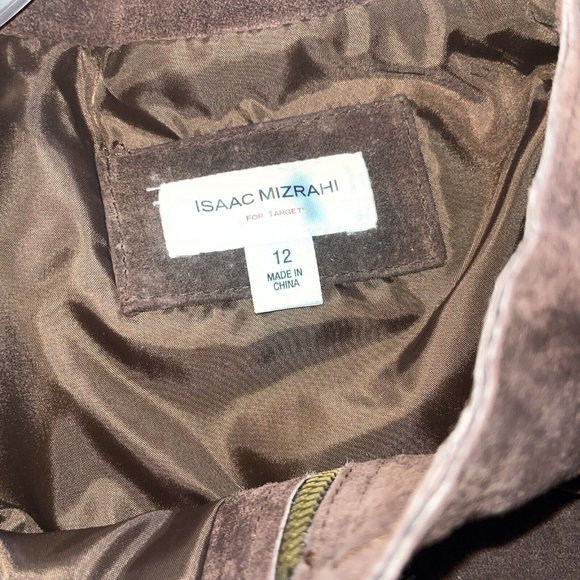 ISAAC MIZRAHI
FOR TARGET
12
MADE IN
CHINA